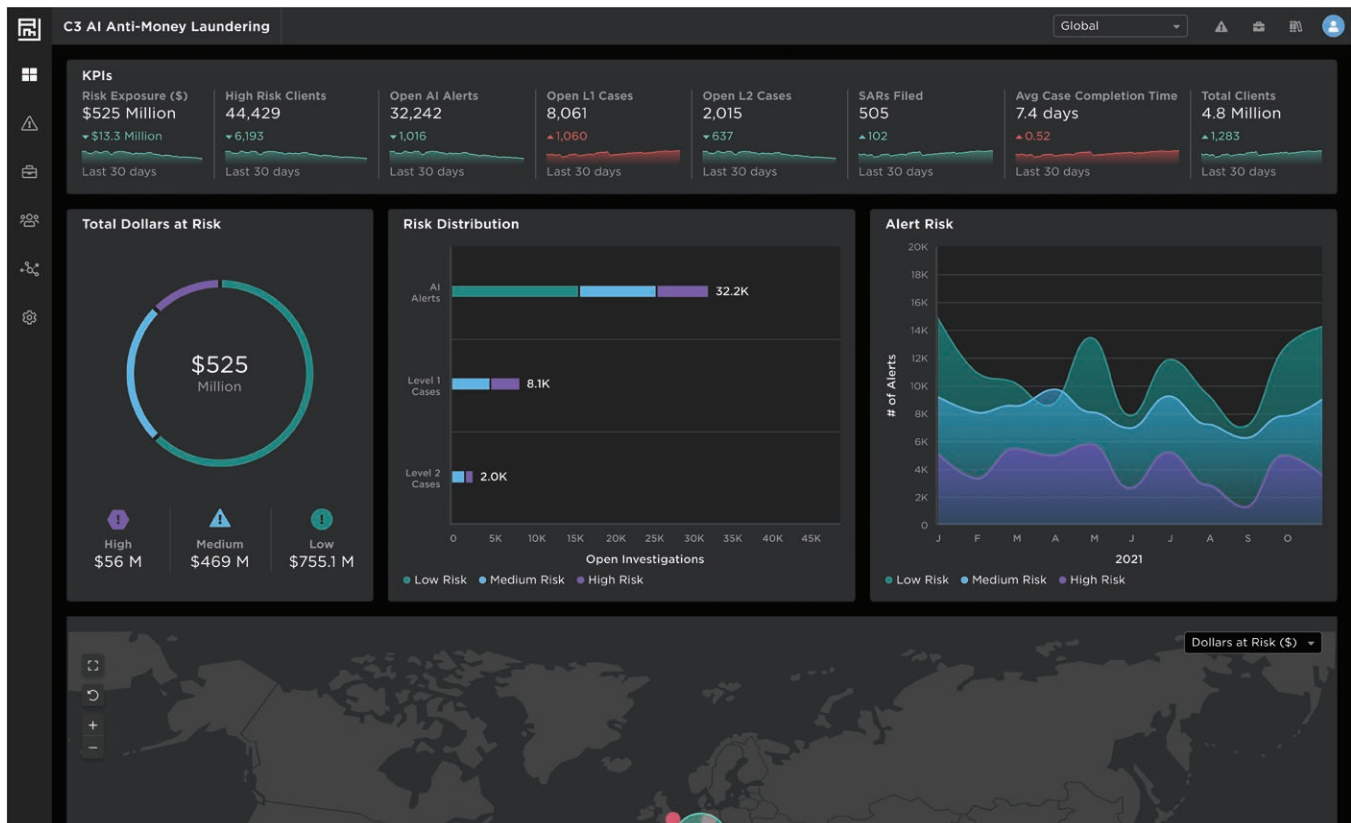 C3 AI Anti-Money Laundering
Global
KPIs
Risk Exposure ($)
$525 Million
$13.3 Million
Last 30 days
High Risk Clients
44,429
6,193
Last 30 days
Open AI Alerts
32,242
1,016
Last 30 days
Open L1 Cases
8,061
1,060
Last 30 days
Open L2 Cases
2,015
637
Last 30 days
SARs Filed
505
102
Last 30 days
Avg Case Completion Time
7.4 days
0.52
Last 30 days
Total Clients
4.8 Million
1,283
Last 30 days
Total Dollars at Risk
$525
Million
High
$56 M
Medium
$469 M
Low
$755.1 M
Risk Distribution
AI
Alerts
32.2K
Level 1
Cases
8.1K
Level 2
Cases
2.0K
0 5K 10K 15K 20K 25K 30K 35K 40K 45K
Open Investigations
Low Risk Medium Risk High Risk
Alert Risk
# of Alerts
20K
18K
16K
14K
12K
10K
8K
6K
4K
2K
0
J F M A M J J A S O
2021
Low Risk Medium Risk High Risk
Dollars at Risk ($)